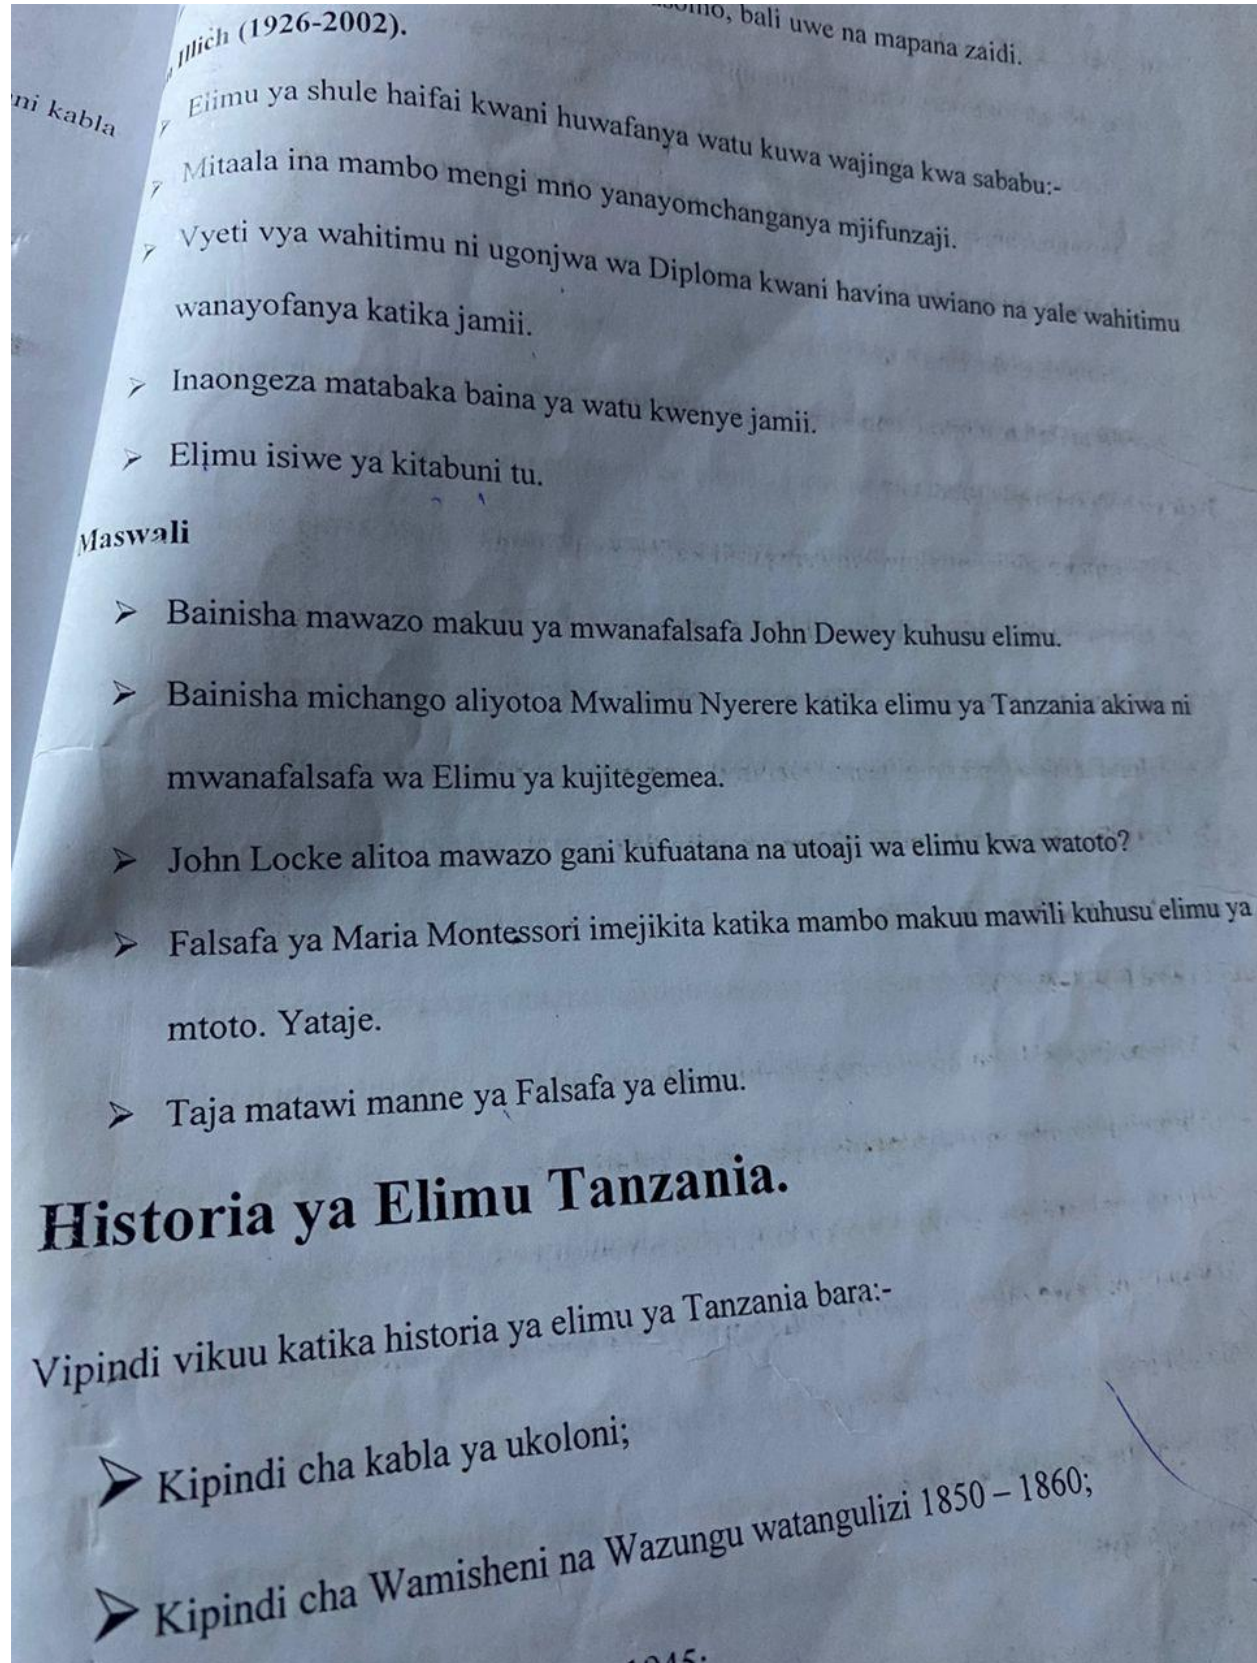 bali uwe na mapana zaidi.
Illich (1926-2002).
ni kabla
➢ Elimu ya shule haifai kwani huwafanya watu kuwa wajinga kwa sababu:-
➢ Mitaala ina mambo mengi mno yanayomchanganya mjifunzaji.
➢ Vyeti vya wahitimu ni ugonjwa wa Diploma kwani havina uwiano na yale wahitimu
wanayofanya katika jamii.
➢ Inaongeza matabaka baina ya watu kwenye jamii.
➢ Elimu isiwe ya kitabuni tu.
Maswali
➢ Bainisha mawazo makuu ya mwanafalsafa John Dewey kuhusu elimu.
➢ Bainisha michango aliyotoa Mwalimu Nyerere katika elimu ya Tanzania akiwa ni
mwanafalsafa wa Elimu ya kujitegemea.
➢ John Locke alitoa mawazo gani kufuatana na utoaji wa elimu kwa watoto?
➢ Falsafa ya Maria Montessori imejikita katika mambo makuu mawili kuhusu elimu ya
mtoto. Yataje.
➢ Taja matawi manne ya Falsafa ya elimu.
Historia ya Elimu Tanzania.
Vipindi vikuu katika historia ya elimu ya Tanzania bara:-
➢ Kipindi cha kabla ya ukoloni;
➢ Kipindi cha Wamisheni na Wazungu watangulizi 1850 – 1860;